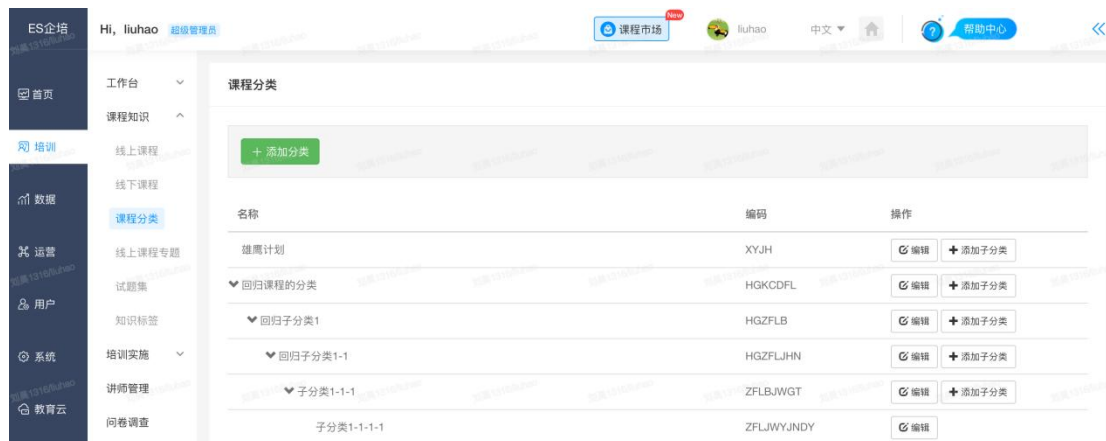 ES企培
Hi, liuhao 超级管理员
课程市场
New
liuhao
中文
帮助中心
首页
培训
数据
运营
用户
系统
教育云
工作台
课程知识
线上课程
线下课程
课程分类
线上课程专题
试题集
知识标签
培训实施
讲师管理
问卷调查
课程分类
+ 添加分类
名称 编码 操作
雄鹰计划 XYJH 编辑 + 添加子分类
回归课程的分类 HGKCDFL 编辑 + 添加子分类
回归子分类1 HGZFLB 编辑 + 添加子分类
回归子分类1-1 HGZFLJHN 编辑 + 添加子分类
子分类1-1-1 ZFLBJWGT 编辑 + 添加子分类
子分类1-1-1-1 ZFLJWYJNDY 编辑